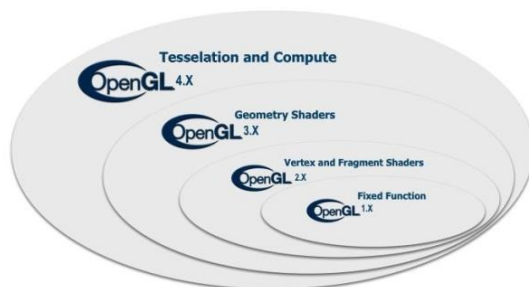 Tesselation and Compute
OpenGL 4.X
Geometry Shaders
OpenGL 3.X
Vertex and Fragment Shaders
OpenGL 2.X
Fixed Function
OpenGL 1.X